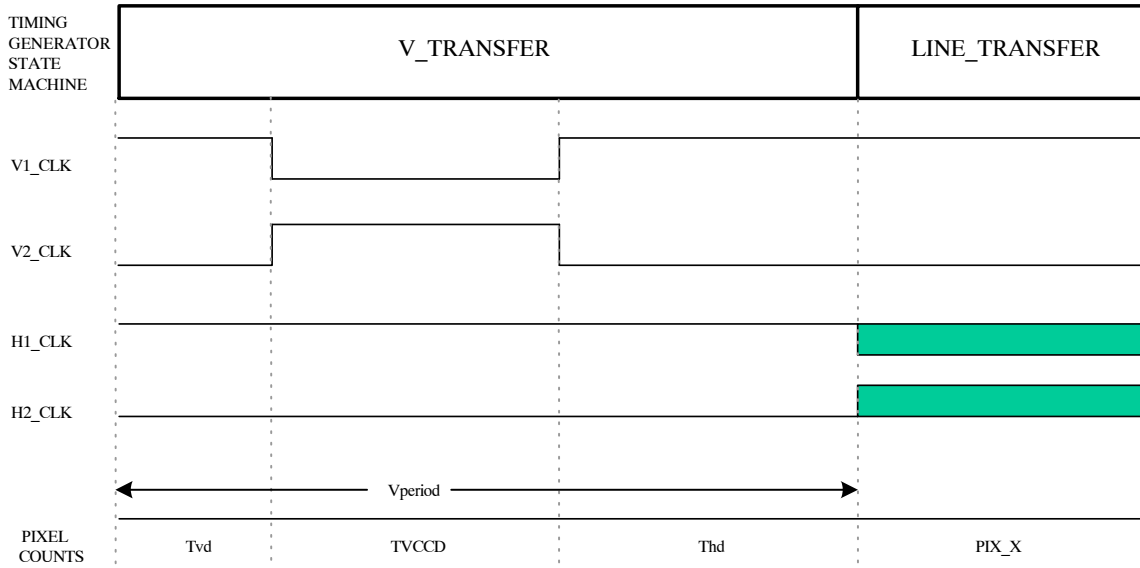 TIMING
GENERATOR
STATE
MACHINE
V_TRANSFER
LINE_TRANSFER
V1_CLK
V2_CLK
H1_CLK
H2_CLK
Vperiod
PIXEL
COUNTS
Tvd
TVCCD
Thd
PIX_X